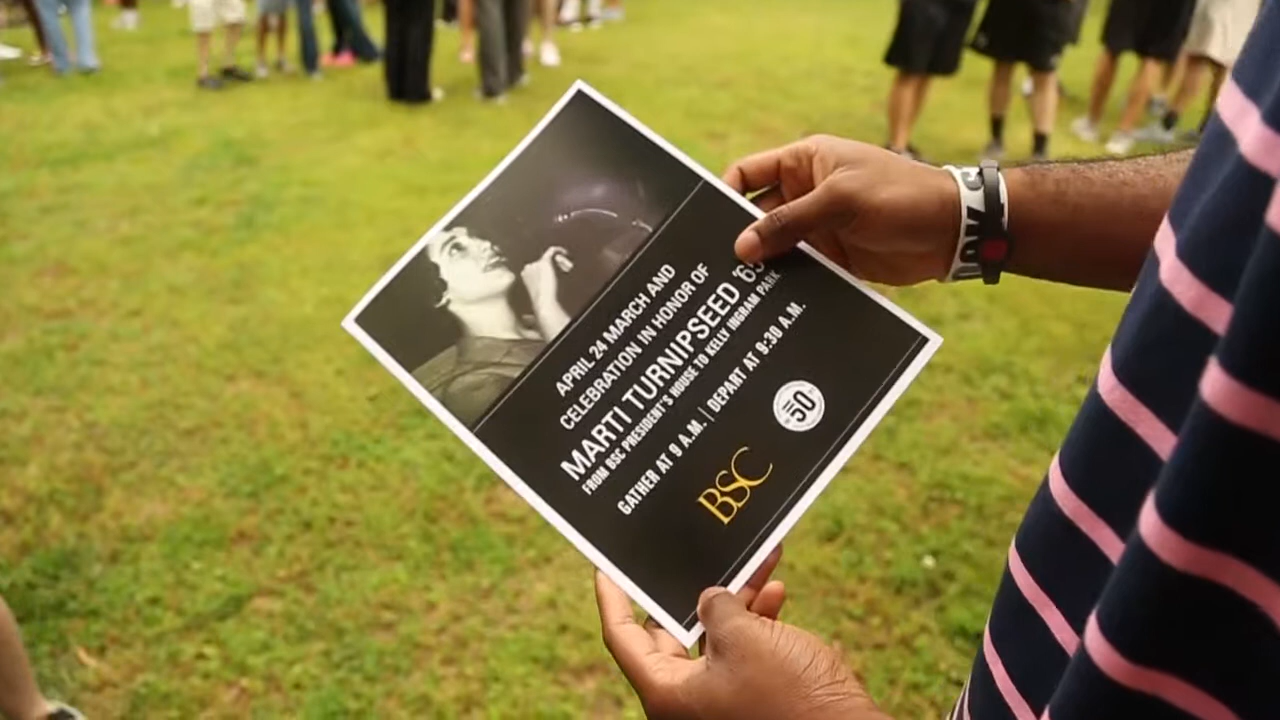 APRIL 24 MARCH AND
CELEBRATION IN HONOR OF
MARTI TURNIPSEED '65
FROM BSC PRESIDENT'S HOUSE TO KELLY INGRAM PARK
GATHER AT 9 A.M. | DEPART AT 9:30 A.M.
50
BSC